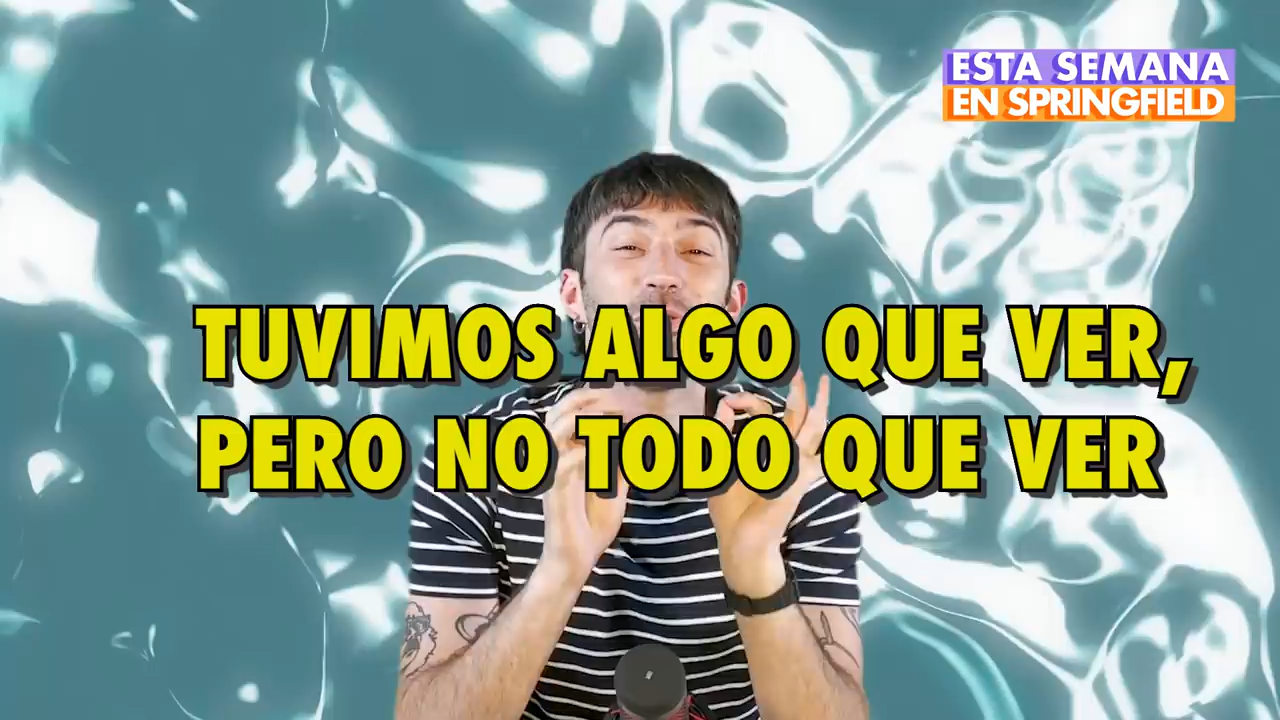 ESTA SEMANA
EN SPRINGFIELD
TUVIMOS ALGO QUE VER,
PERO NO TODO QUE VER